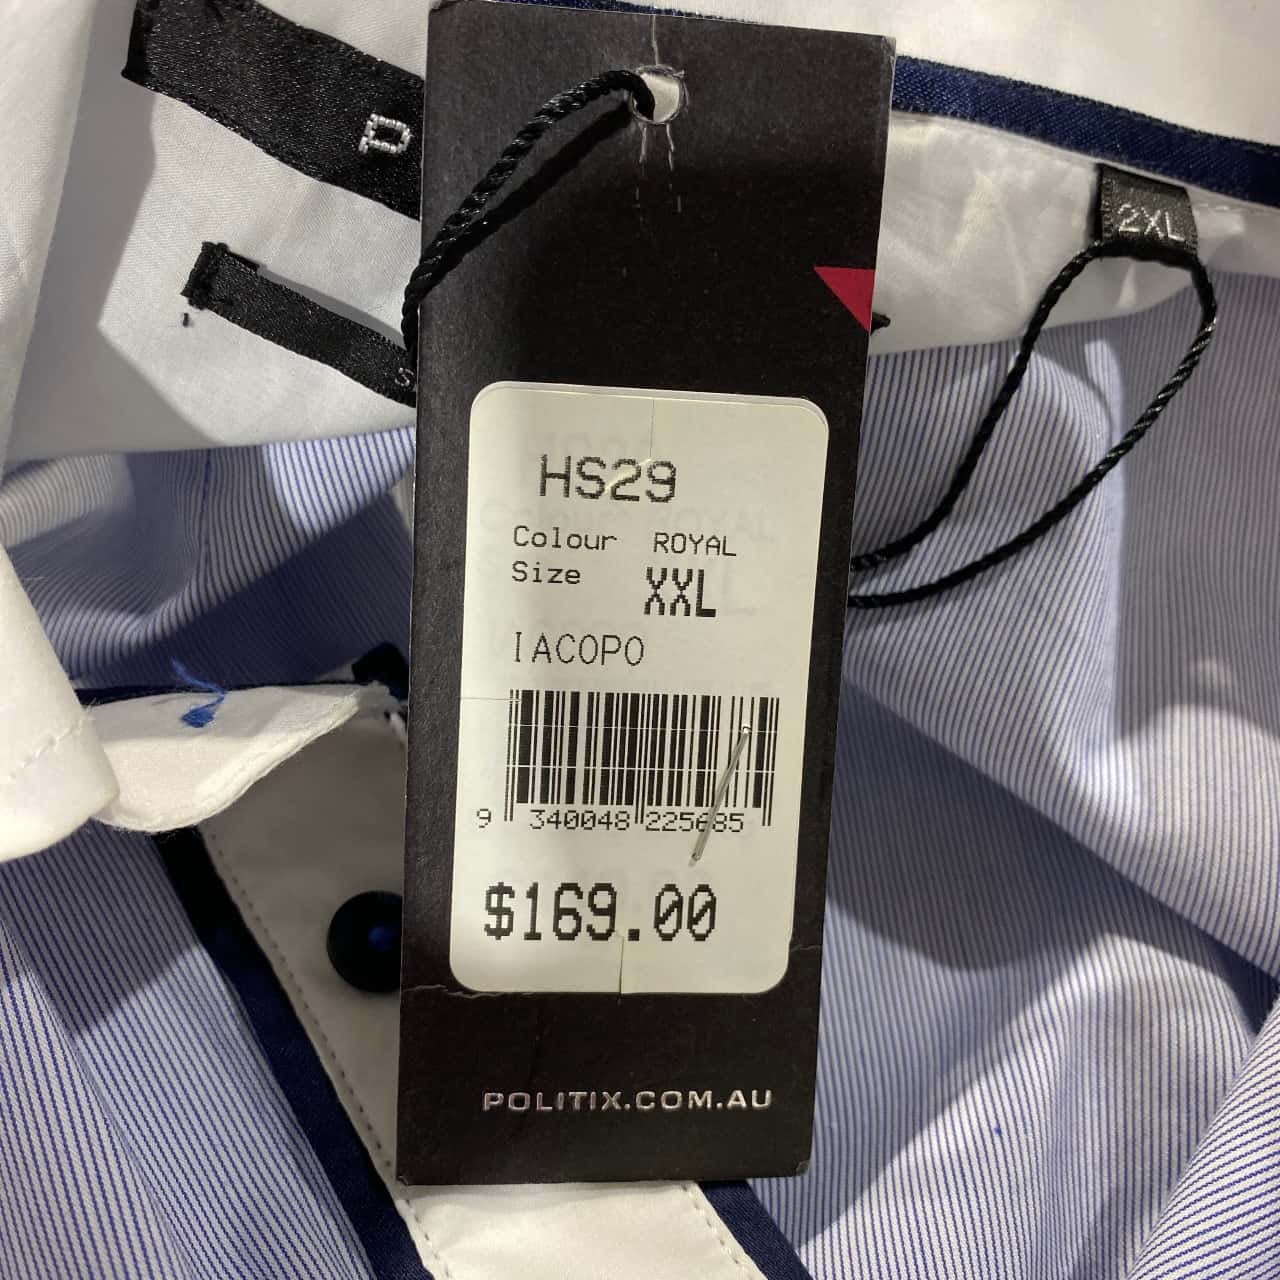 P
2XL
S
HS29
Colour ROYAL
Size XXL
IACOPO
9 340048 225685
$169.00
POLITIX.COM.AU